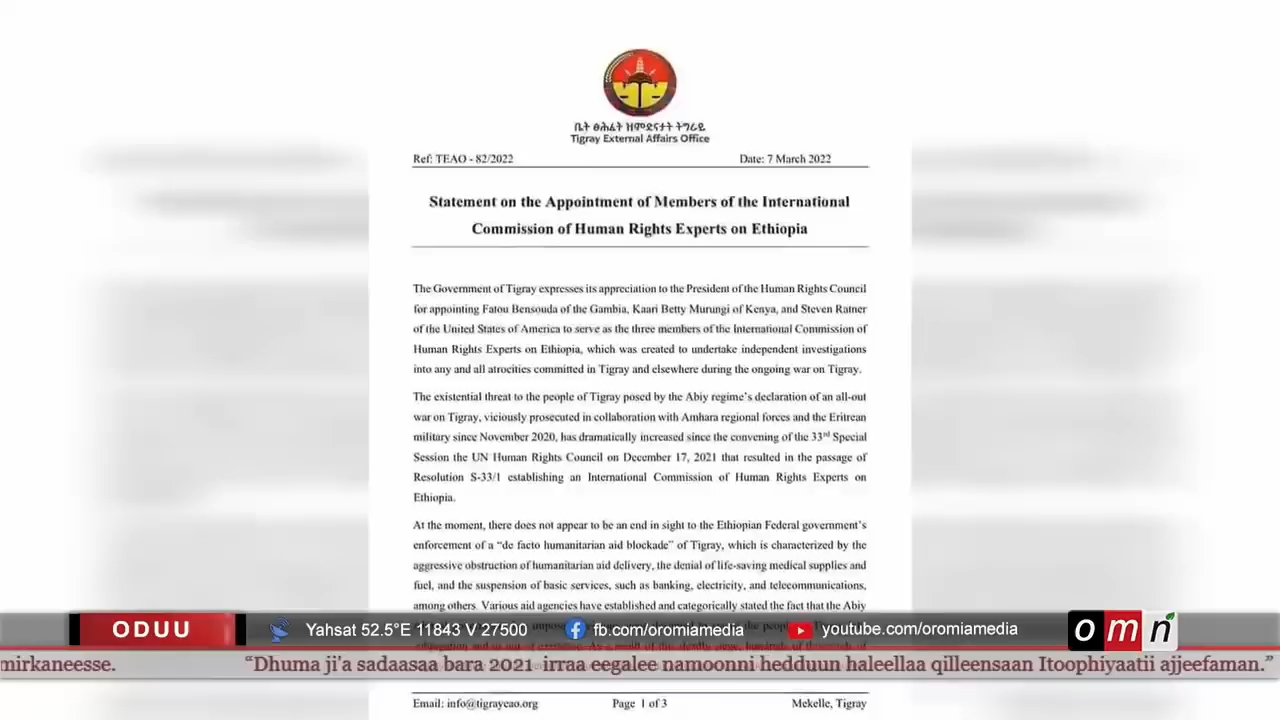 ቤት ፅሕፈት ዝምድናታት ትግራይ
Tigray External Affairs Office
Ref: TEAO - 82/2022 Date: 7 March 2022
Statement on the Appointment of Members of the International
Commission of Human Rights Experts on Ethiopia
The Government of Tigray expresses its appreciation to the President of the Human Rights Council
for appointing Fatou Bensouda of the Gambia, Kaari Betty Murungi of Kenya, and Steven Ratner
of the United States of America to serve as the three members of the International Commission of
Human Rights Experts on Ethiopia, which was created to undertake independent investigations
into any and all atrocities committed in Tigray and elsewhere during the ongoing war on Tigray.
The existential threat to the people of Tigray posed by the Abiy regime's declaration of an all-out
war on Tigray, viciously prosecuted in collaboration with Amhara regional forces and the Eritrean
military since November 2020, has dramatically increased since the convening of the 33rd Special
Session the UN Human Rights Council on December 17, 2021 that resulted in the passage of
Resolution S-33/1 establishing an International Commission of Human Rights Experts on
Ethiopia.
At the moment, there does not appear to be an end in sight to the Ethiopian Federal government's
enforcement of a “de facto humanitarian aid blockade” of Tigray, which is characterized by the
aggressive obstruction of humanitarian aid delivery, the denial of life-saving medical supplies and
fuel, and the suspension of basic services, such as banking, electricity, and telecommunications,
among others. Various aid agencies have established and categorically stated the fact that the Abiy
ODUU Yahsat 52.5°E 11843 V 27500 fb.com/oromiamedia youtube.com/oromiamedia omn
mirkaneesse. “Dhuma ji'a sadaasaa bara 2021 irraa eegalee namoonni hedduun haleellaa qilleensaan Itoophiyaatii ajjeefaman.”
Email: info@tigrayeao.org Page 1 of 3 Mekelle, Tigray